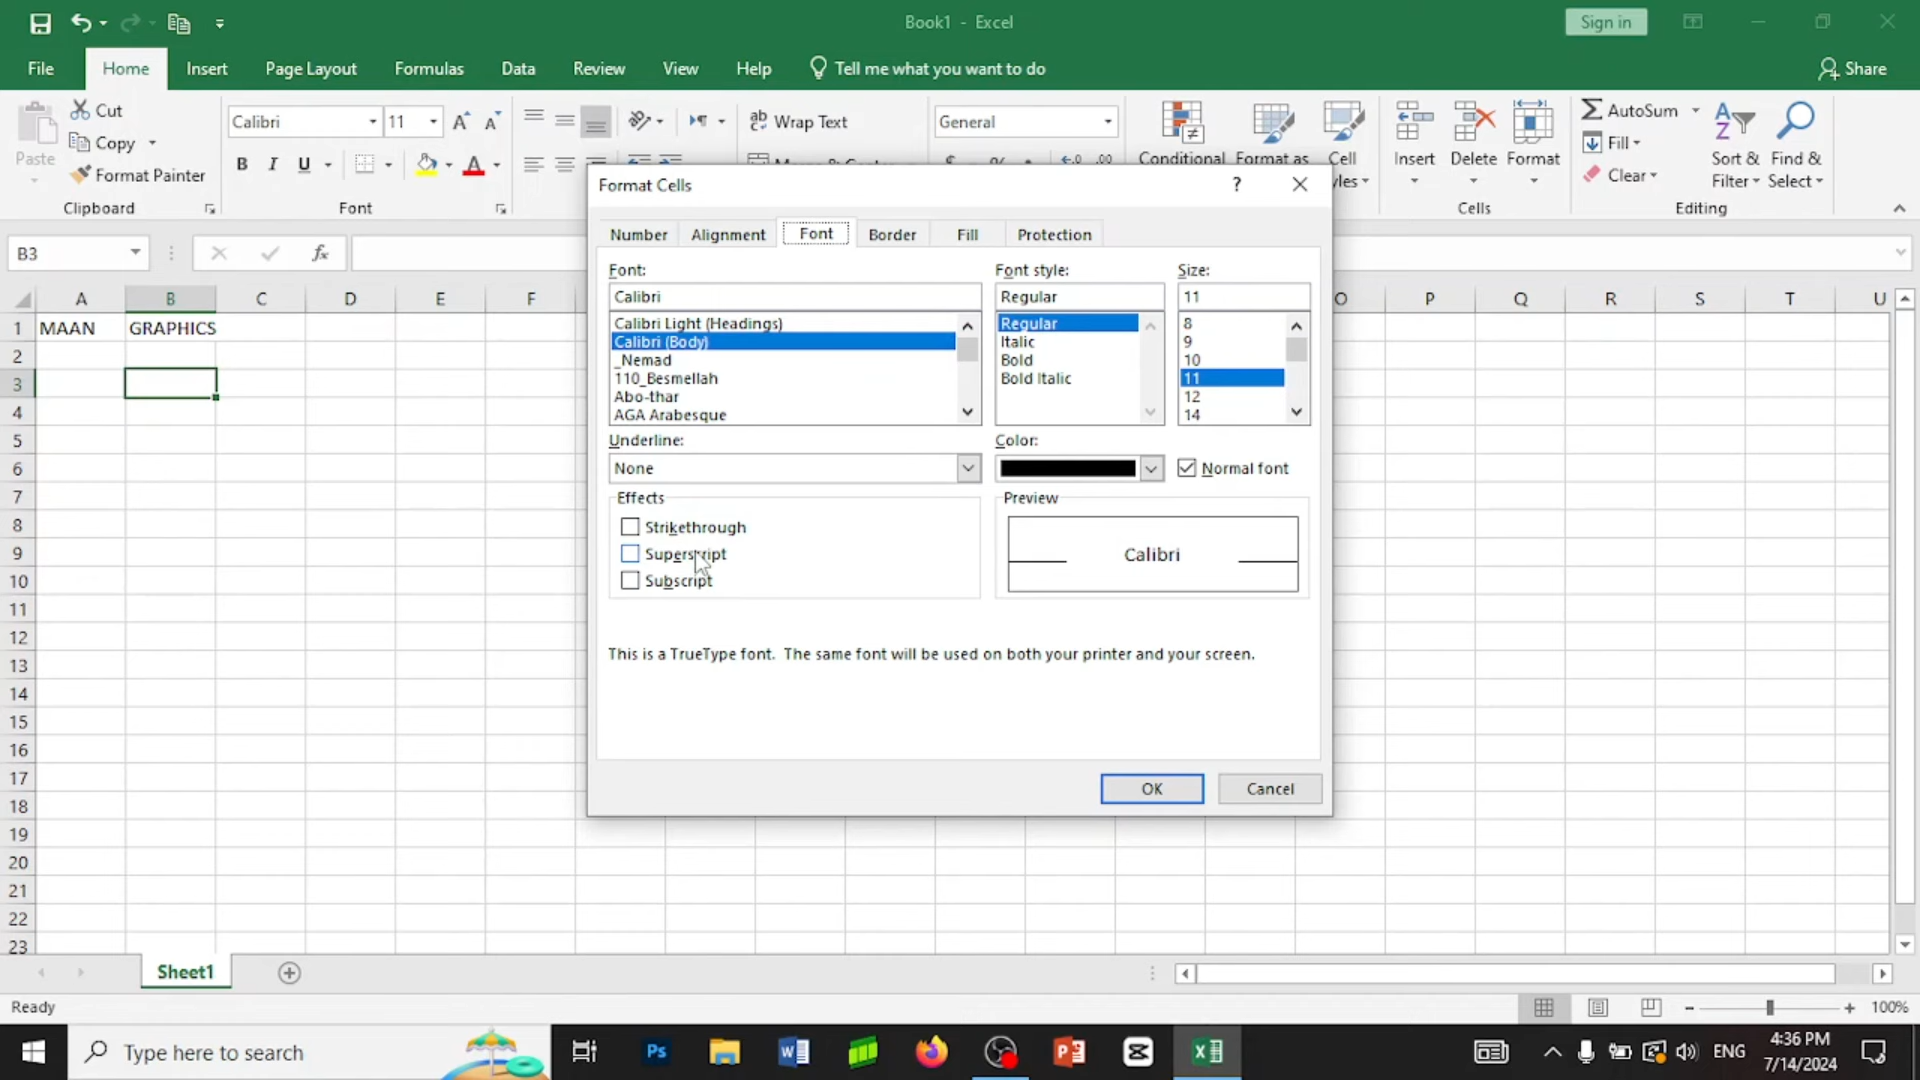 Book1 - Excel
Sign in
File Home Insert Page Layout Formulas Data Review View Help Tell me what you want to do Share
Cut
Copy
Format Painter
Paste
Clipboard
Calibri 11
B I U A
Font
Wrap Text
General
Conditional Format as Cell
Insert Delete Format
Cells
AutoSum
Fill
Clear
Sort & Filter
Find & Select
Editing
B3
fx
A B C D E F O P Q R S T U
1 MAAN GRAPHICS
2
3
4
5
6
7
8
9
10
11
12
13
14
15
16
17
18
19
20
21
22
23
Format Cells
Number Alignment Font Border Fill Protection
Font: Font style: Size:
Calibri Regular 11
Calibri Light (Headings) Regular 8
Calibri (Body) Italic 9
_Nemad Bold 10
110_Besmellah Bold Italic 11
Abo-thar 12
AGA Arabesque 14
Underline: Color:
None Normal font
Effects Preview
Strikethrough
Superscript Calibri
Subscript
This is a TrueType font. The same font will be used on both your printer and your screen.
OK Cancel
Sheet1
Ready 100%
Type here to search
Ps
ENG
4:36 PM
7/14/2024